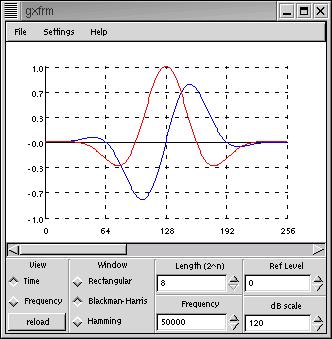 gxfrm
File Settings Help
1.0
0.7
0.3
-0.0
-0.3
-0.7
-1.0
0 64 128 192 256
View Window Length (2^n) Ref Level
Time Rectangular 8 0
Frequency Blackman-Harris Frequency dB scale
reload Hamming 50000 120